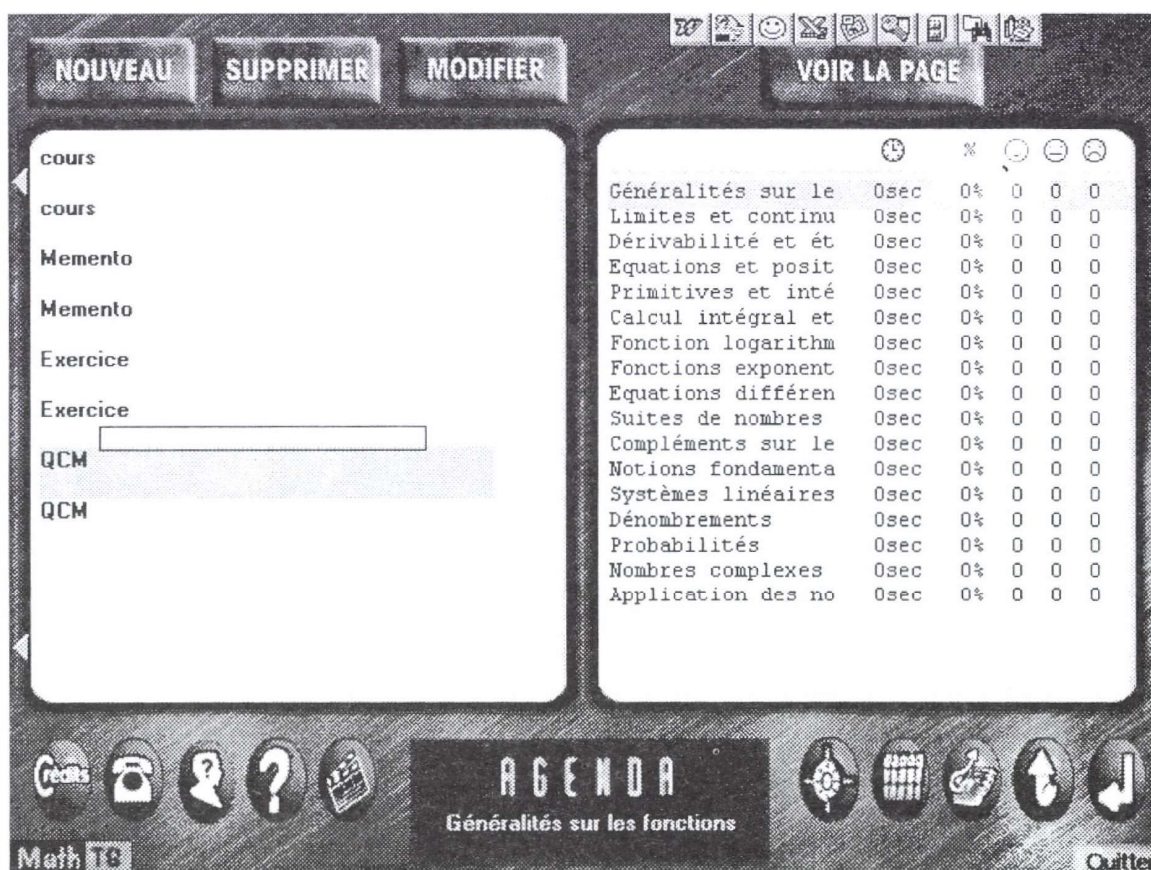 NOUVEAU SUPPRIMER MODIFIER VOIR LA PAGE
cours
cours
Memento
Memento
Exercice
Exercice
QCM
QCM
%
Généralités sur le 0sec 0% 0 0 0
Limites et continu 0sec 0% 0 0 0
Dérivabilité et ét 0sec 0% 0 0 0
Equations et posit 0sec 0% 0 0 0
Primitives et inté 0sec 0% 0 0 0
Calcul intégral et 0sec 0% 0 0 0
Fonction logarithm 0sec 0% 0 0 0
Fonctions exponent 0sec 0% 0 0 0
Equations différen 0sec 0% 0 0 0
Suites de nombres 0sec 0% 0 0 0
Compléments sur le 0sec 0% 0 0 0
Notions fondamenta 0sec 0% 0 0 0
Systèmes linéaires 0sec 0% 0 0 0
Dénombrements 0sec 0% 0 0 0
Probabilités 0sec 0% 0 0 0
Nombres complexes 0sec 0% 0 0 0
Application des no 0sec 0% 0 0 0
Crédits ? ?
AGENDA
Généralités sur les fonctions
Math TS
Quitter